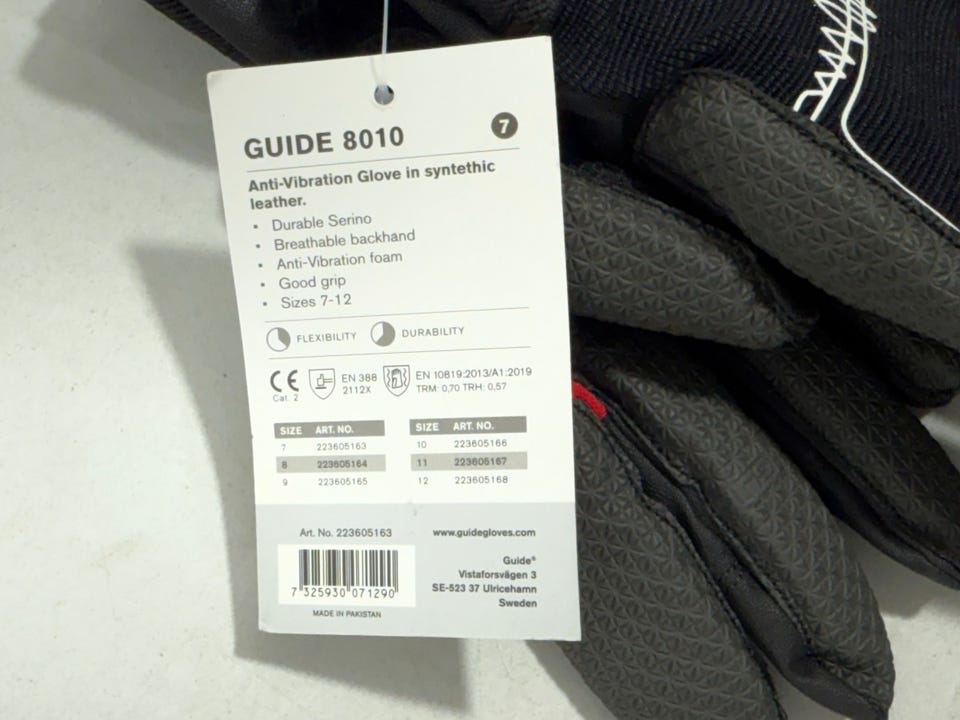 GUIDE 8010
7
Anti-Vibration Glove in syntethic
leather.
• Durable Serino
• Breathable backhand
• Anti-Vibration foam
• Good grip
• Sizes 7-12
FLEXIBILITY DURABILITY
CE
Cat. 2
EN 388
2112X
EN 10819:2013/A1:2019
TRM: 0,70 TRH: 0,57
SIZE ART. NO.
7 223605163
8 223605164
9 223605165
SIZE ART. NO.
10 223605166
11 223605167
12 223605168
Art. No. 223605163
7 325930 071290
MADE IN PAKISTAN
www.guidegloves.com
Guide®
Vistaforsvägen 3
SE-523 37 Ulricehamn
Sweden